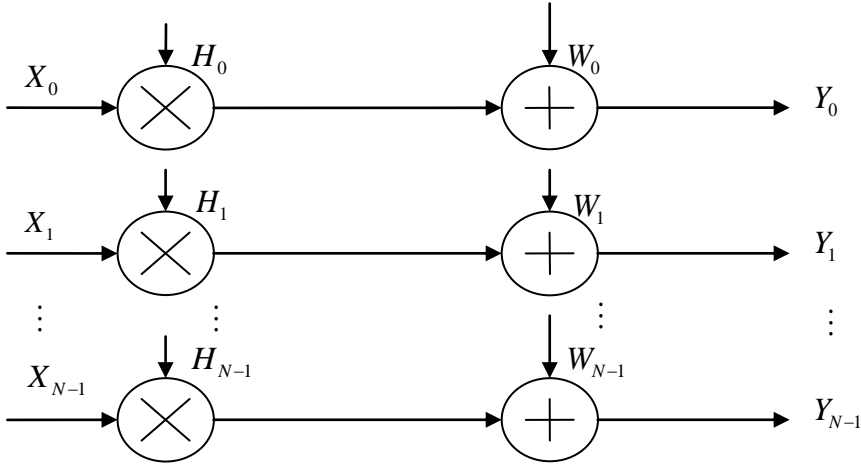 X_0 H_0 W_0 Y_0
X_1 H_1 W_1 Y_1
⋮ ⋮ ⋮ ⋮
X_{N-1} H_{N-1} W_{N-1} Y_{N-1}